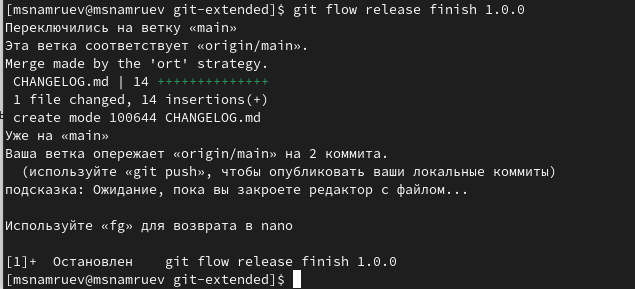 [msnamruev@msnamruev git-extended]$ git flow release finish 1.0.0
Переключились на ветку «main»
Эта ветка соответствует «origin/main».
Merge made by the 'ort' strategy.
 CHANGELOG.md | 14 ++++++++++++++
 1 file changed, 14 insertions(+)
 create mode 100644 CHANGELOG.md
Уже на «main»
Ваша ветка опережает «origin/main» на 2 коммита.
  (используйте «git push», чтобы опубликовать ваши локальные коммиты)
подсказка: Ожидание, пока вы закроете редактор с файлом...
Используйте «fg» для возврата в nano
[1]+  Остановлен    git flow release finish 1.0.0
[msnamruev@msnamruev git-extended]$